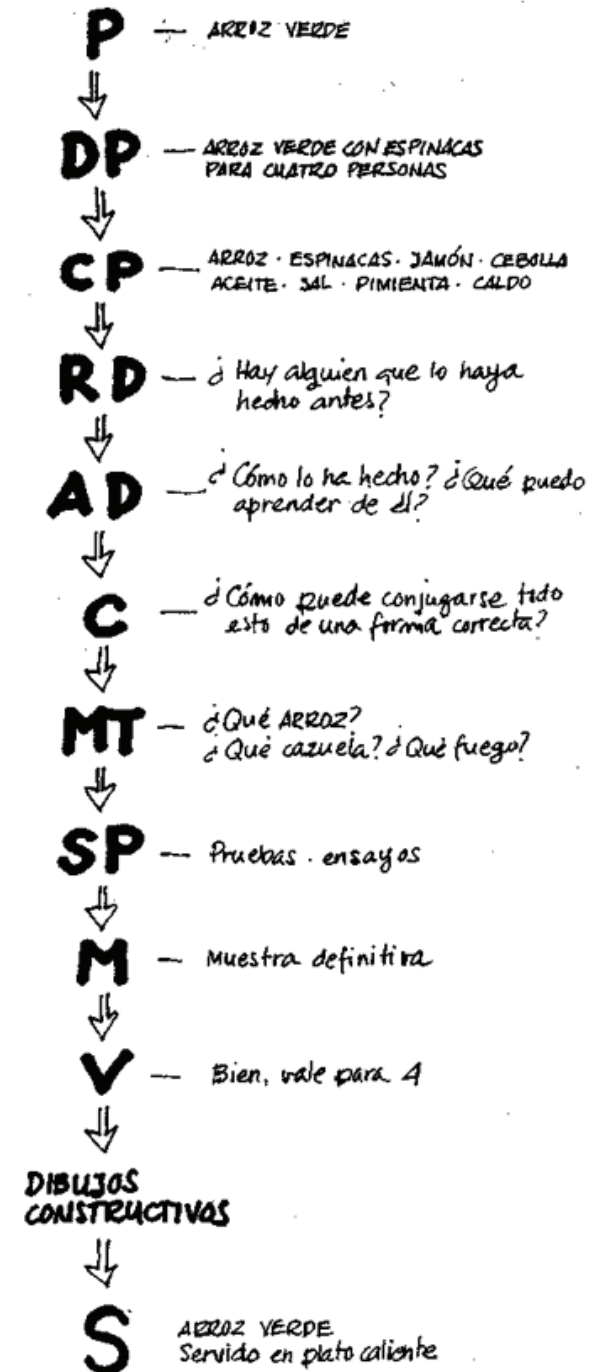 P — ARROZ VERDE
DP — ARROZ VERDE CON ESPINACAS
PARA CUATRO PERSONAS
CP — ARROZ · ESPINACAS · JAMÓN · CEBOLLA
ACEITE · SAL · PIMIENTA · CALDO
RD — ¿Hay alguien que lo haya
hecho antes?
AD — ¿Cómo lo ha hecho? ¿Qué puedo
aprender de él?
C — ¿Cómo puede conjugarse todo
esto de una forma correcta?
MT — ¿Qué ARROZ?
¿Qué cazuela? ¿Qué fuego?
SP — Pruebas · ensayos
M — Muestra definitiva
V — Bien, vale para 4
DIBUJOS
CONSTRUCTIVOS
S ARROZ VERDE
Servido en plato caliente